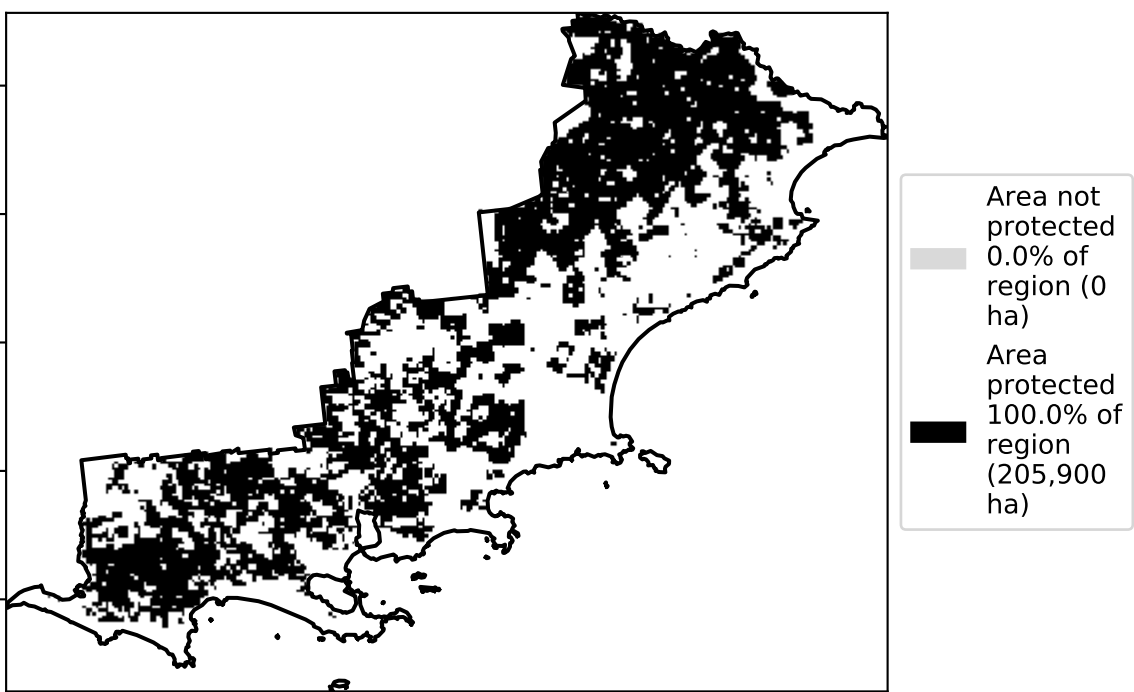 Area not
protected
0.0% of
region (0
ha)
Area
protected
100.0% of
region
(205,900
ha)